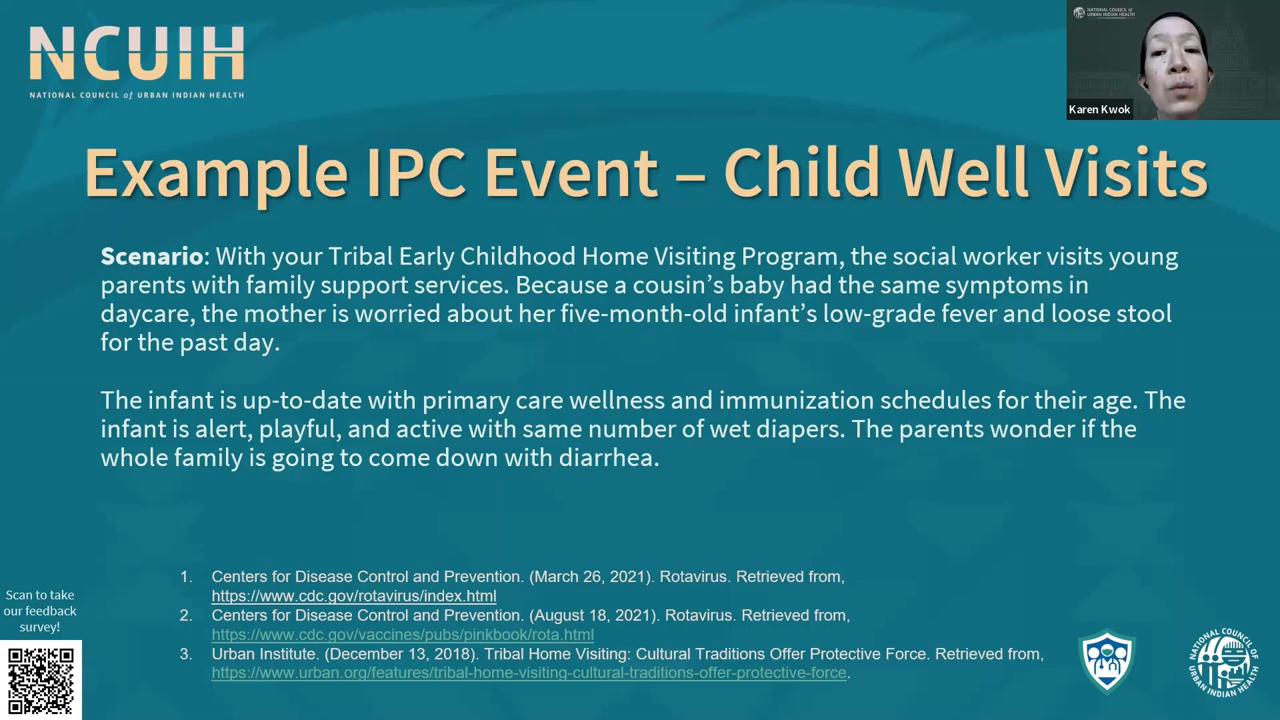 NCUIH
NATIONAL COUNCIL of URBAN INDIAN HEALTH
NATIONAL COUNCIL of
URBAN INDIAN HEALTH
Karen Kwok
Example IPC Event – Child Well Visits
Scenario: With your Tribal Early Childhood Home Visiting Program, the social worker visits young
parents with family support services. Because a cousin’s baby had the same symptoms in
daycare, the mother is worried about her five-month-old infant’s low-grade fever and loose stool
for the past day.
The infant is up-to-date with primary care wellness and immunization schedules for their age. The
infant is alert, playful, and active with same number of wet diapers. The parents wonder if the
whole family is going to come down with diarrhea.
1. Centers for Disease Control and Prevention. (March 26, 2021). Rotavirus. Retrieved from,
https://www.cdc.gov/rotavirus/index.html
2. Centers for Disease Control and Prevention. (August 18, 2021). Rotavirus. Retrieved from,
https://www.cdc.gov/vaccines/pubs/pinkbook/rota.html
3. Urban Institute. (December 13, 2018). Tribal Home Visiting: Cultural Traditions Offer Protective Force. Retrieved from,
https://www.urban.org/features/tribal-home-visiting-cultural-traditions-offer-protective-force.
Scan to take
our feedback
survey!
NATIONAL COUNCIL OF
URBAN INDIAN HEALTH